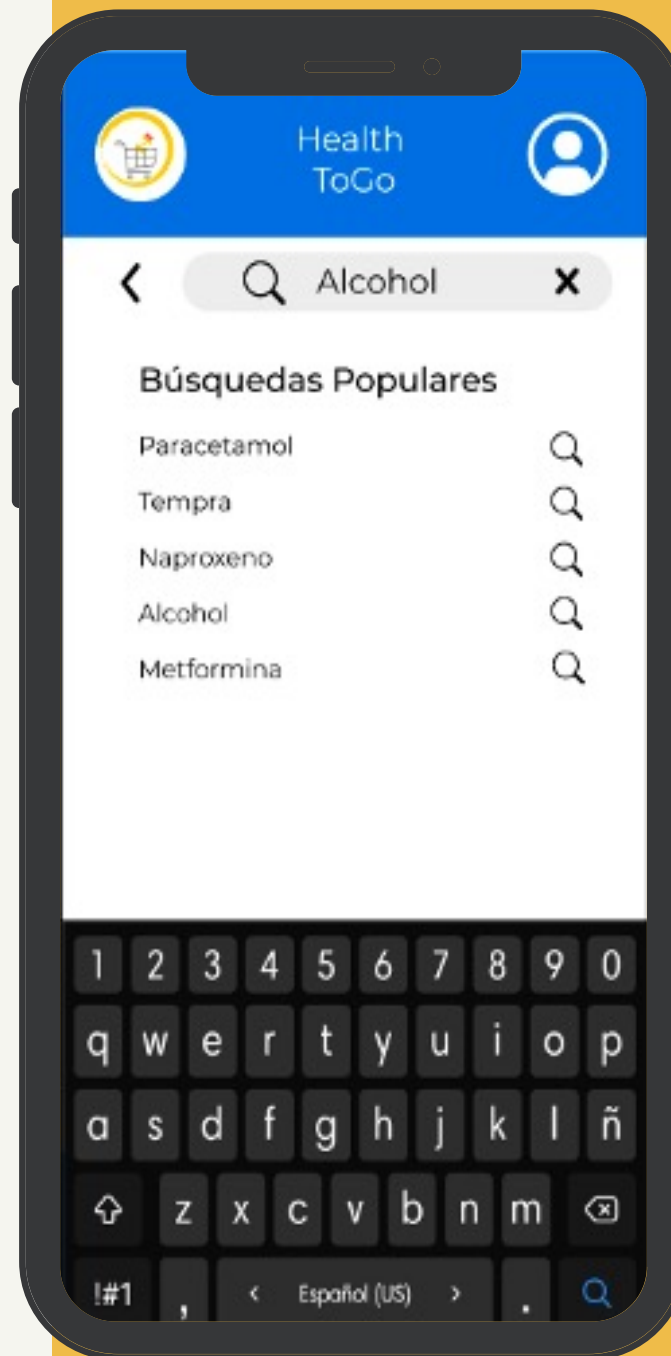 Health
ToGo
Alcohol
Búsquedas Populares
Paracetamol
Tempra
Naproxeno
Alcohol
Metformina
1 2 3 4 5 6 7 8 9 0
q w e r t y u i o p
a s d f g h j k l ñ
z x c v b n m
!#1 , < Español (US) > .